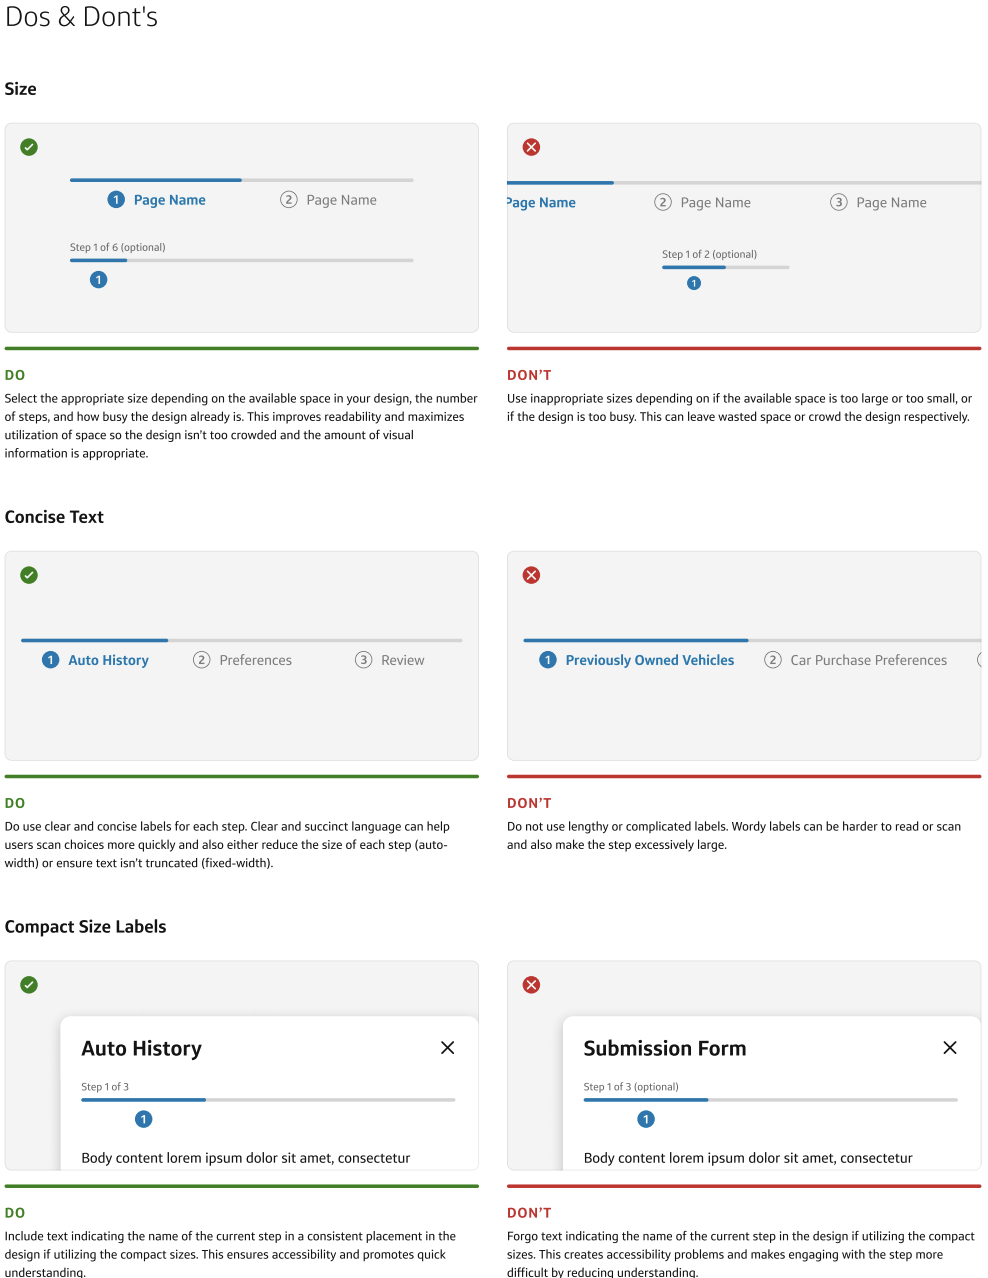 Dos & Dont's
Size
1 Page Name
2 Page Name
Step 1 of 6 (optional)
1
Page Name
2 Page Name
3 Page Name
Step 1 of 2 (optional)
1
DO
Select the appropriate size depending on the available space in your design, the number
of steps, and how busy the design already is. This improves readability and maximizes
utilization of space so the design isn't too crowded and the amount of visual
information is appropriate.
DON'T
Use inappropriate sizes depending on if the available space is too large or too small, or
if the design is too busy. This can leave wasted space or crowd the design respectively.
Concise Text
1 Auto History
2 Preferences
3 Review
1 Previously Owned Vehicles
2 Car Purchase Preferences
DO
Do use clear and concise labels for each step. Clear and succinct language can help
users scan choices more quickly and also either reduce the size of each step (auto-
width) or ensure text isn't truncated (fixed-width).
DON'T
Do not use lengthy or complicated labels. Wordy labels can be harder to read or scan
and also make the step excessively large.
Compact Size Labels
Auto History
Step 1 of 3
1
Body content lorem ipsum dolor sit amet, consectetur
Submission Form
Step 1 of 3 (optional)
1
Body content lorem ipsum dolor sit amet, consectetur
DO
Include text indicating the name of the current step in a consistent placement in the
design if utilizing the compact sizes. This ensures accessibility and promotes quick
understanding.
DON'T
Forgo text indicating the name of the current step in the design if utilizing the compact
sizes. This creates accessibility problems and makes engaging with the step more
difficult by reducing understanding.